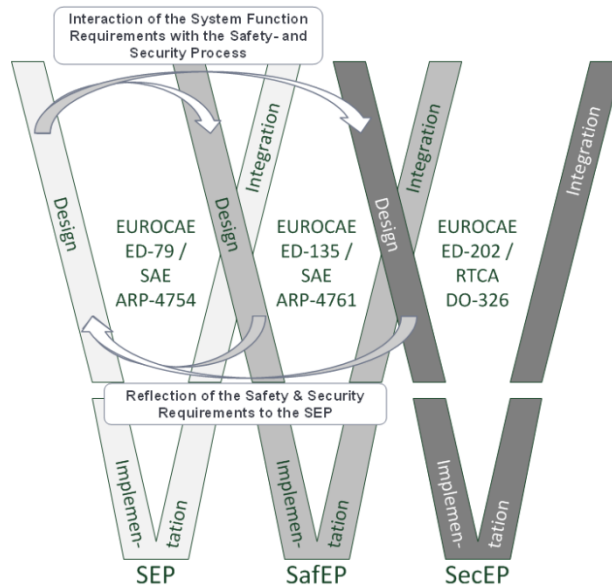 Interaction of the System Function
Requirements with the Safety- and
Security Process
Design
Integration
Design
Integration
Design
Integration
EUROCAE
ED-79 /
SAE
ARP-4754
EUROCAE
ED-135 /
SAE
ARP-4761
EUROCAE
ED-202 /
RTCA
DO-326
Reflection of the Safety & Security
Requirements to the SEP
Implemen-
tation
Implemen-
tation
Implemen-
tation
SEP
SafEP
SecEP